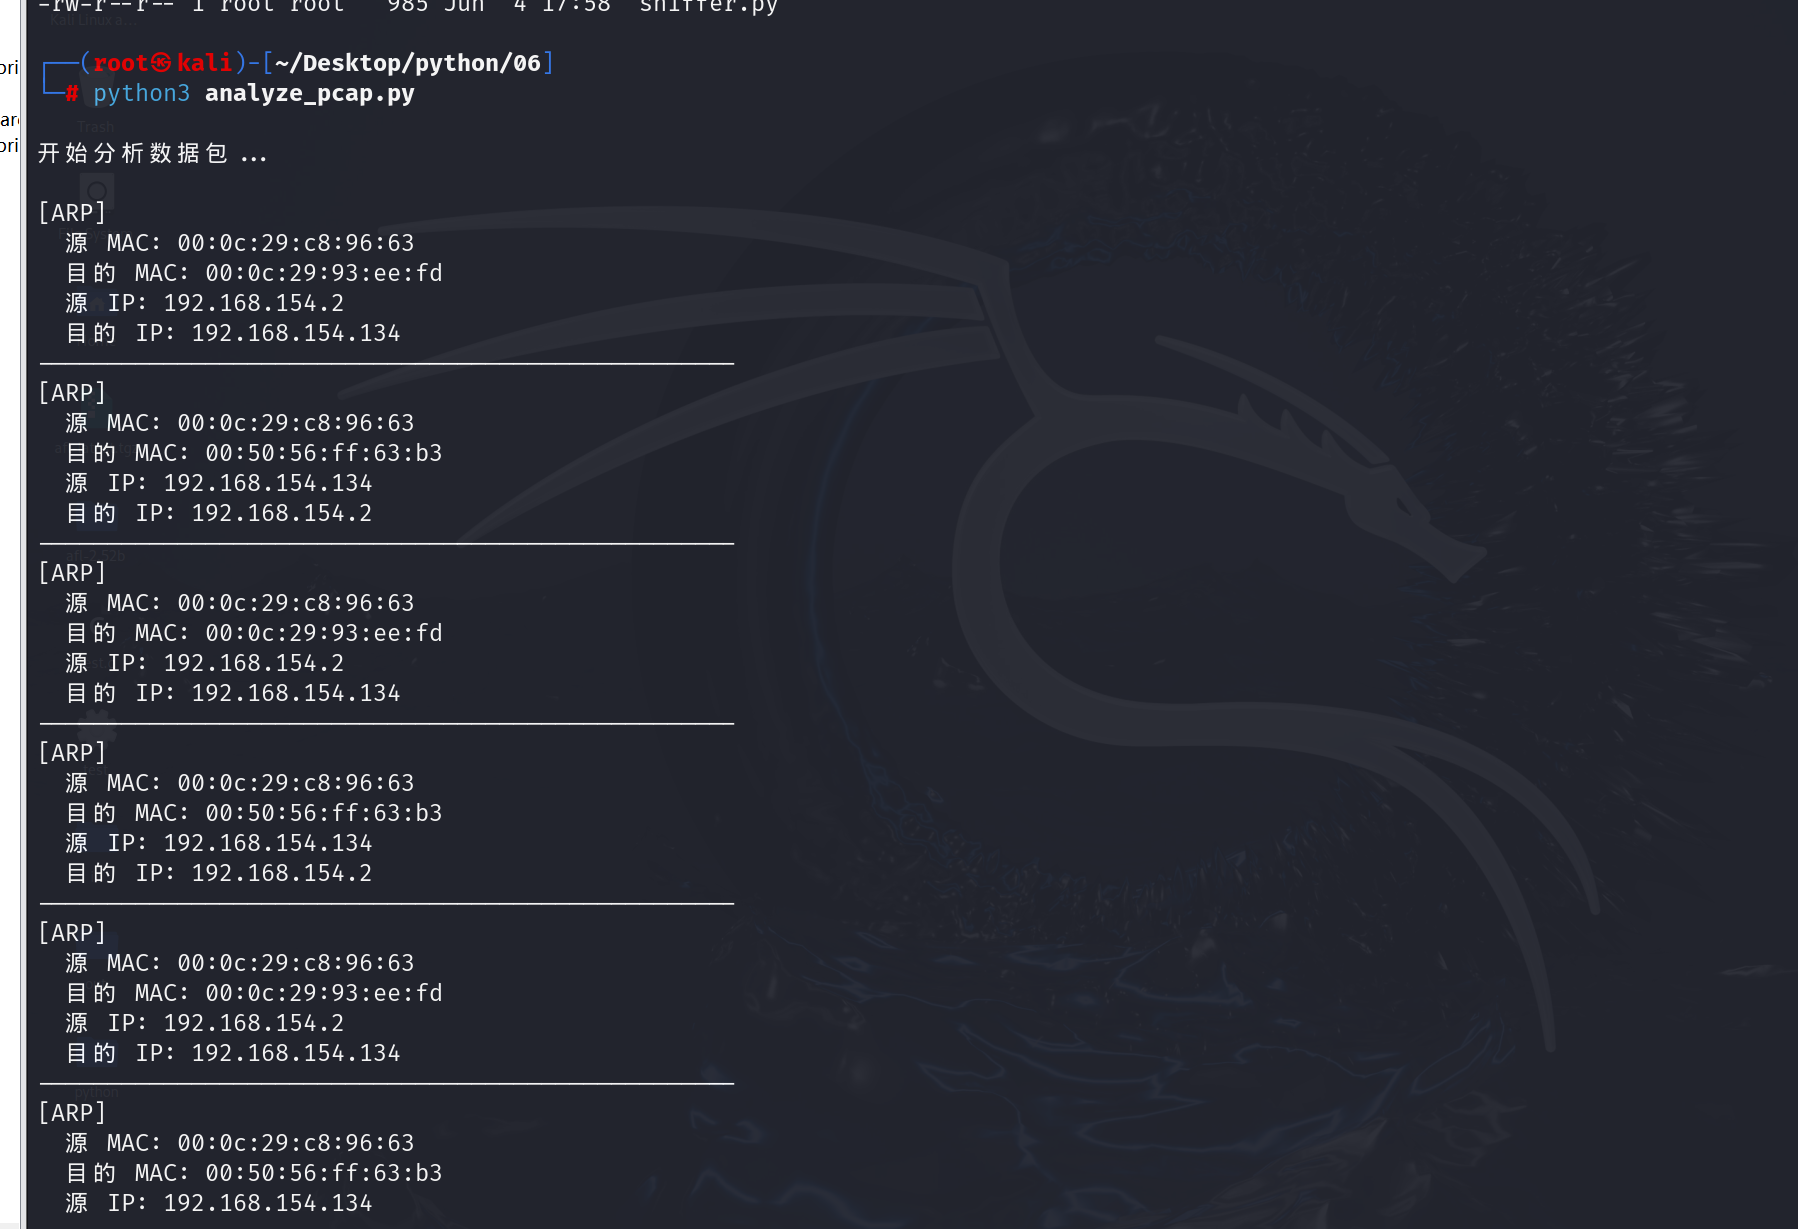 -rw-r--r-- 1 root root   985 Jun  4 17:58  sniffer.py
┌──(root㉿kali)-[~/Desktop/python/06]
└─# python3 analyze_pcap.py
开始分析数据包 ...
[ARP]
源 MAC: 00:0c:29:c8:96:63
目的 MAC: 00:0c:29:93:ee:fd
源 IP: 192.168.154.2
目的 IP: 192.168.154.134
[ARP]
源 MAC: 00:0c:29:c8:96:63
目的 MAC: 00:50:56:ff:63:b3
源 IP: 192.168.154.134
目的 IP: 192.168.154.2
[ARP]
源 MAC: 00:0c:29:c8:96:63
目的 MAC: 00:0c:29:93:ee:fd
源 IP: 192.168.154.2
目的 IP: 192.168.154.134
[ARP]
源 MAC: 00:0c:29:c8:96:63
目的 MAC: 00:50:56:ff:63:b3
源 IP: 192.168.154.134
目的 IP: 192.168.154.2
[ARP]
源 MAC: 00:0c:29:c8:96:63
目的 MAC: 00:0c:29:93:ee:fd
源 IP: 192.168.154.2
目的 IP: 192.168.154.134
[ARP]
源 MAC: 00:0c:29:c8:96:63
目的 MAC: 00:50:56:ff:63:b3
源 IP: 192.168.154.134
Kali Linux a...
Trash
afl-2.52b
python